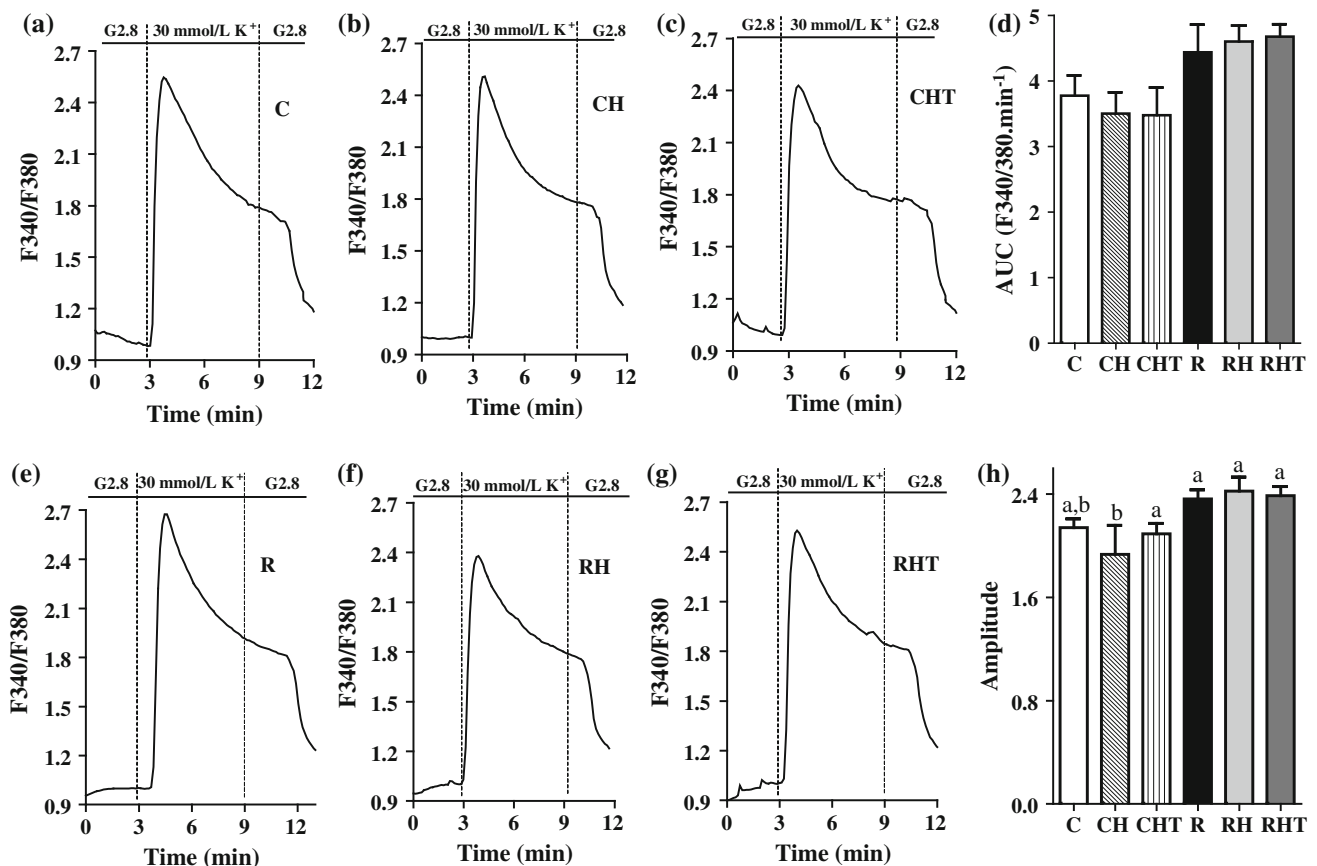 (a)
G2.8 30 mmol/L K+ G2.8
2.7
2.4
2.1
1.8
1.5
1.2
0.9
F340/F380
C
0 3 6 9 12
Time (min)
(b)
G2.8 30 mmol/L K+ G2.8
2.7
2.4
2.1
1.8
1.5
1.2
0.9
F340/F380
CH
0 3 6 9 12
Time (min)
(c)
G2.8 30 mmol/L K+ G2.8
2.7
2.4
2.1
1.8
1.5
1.2
0.9
F340/F380
CHT
0 3 6 9 12
Time (min)
(d)
5
4
3
2
1
0
AUC (F340/380.min-1)
C CH CHT R RH RHT
(e)
G2.8 30 mmol/L K+ G2.8
2.7
2.4
2.1
1.8
1.5
1.2
0.9
F340/F380
R
0 3 6 9 12
Time (min)
(f)
G2.8 30 mmol/L K+ G2.8
2.7
2.4
2.1
1.8
1.5
1.2
0.9
F340/F380
RH
0 3 6 9 12
Time (min)
(g)
G2.8 30 mmol/L K+ G2.8
2.7
2.4
2.1
1.8
1.5
1.2
0.9
F340/F380
RHT
0 3 6 9 12
Time (min)
(h)
2.4
1.6
0.8
0.0
Amplitude
a,b b a a a a
C CH CHT R RH RHT